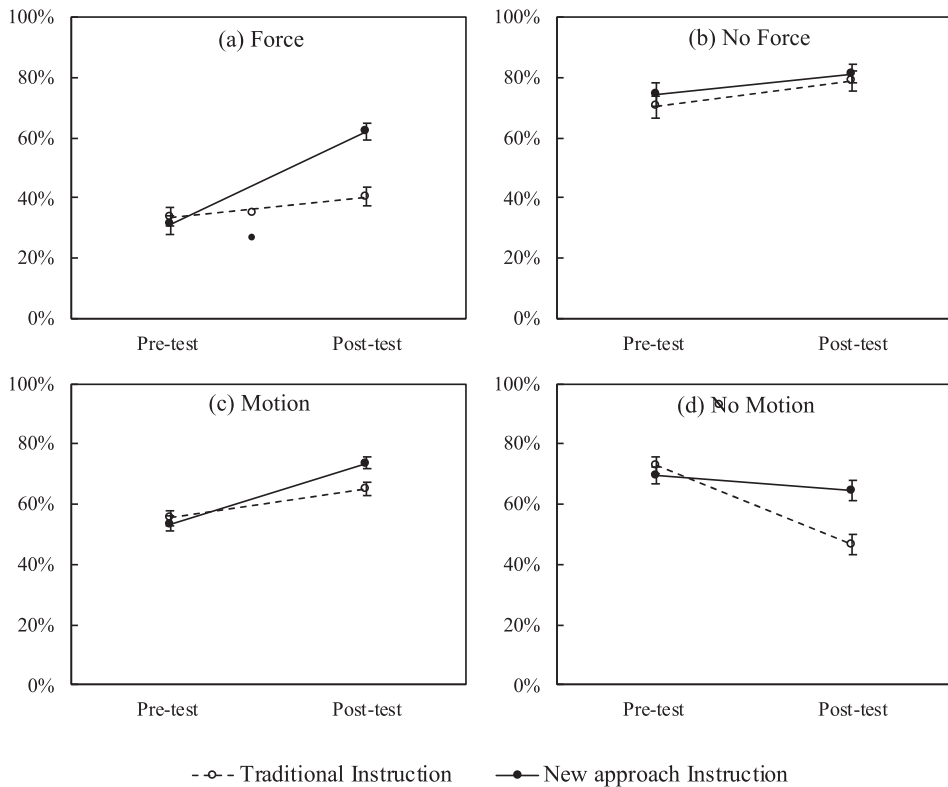 100%
80%
60%
40%
20%
0%
(a) Force
Pre-test
Post-test
100%
80%
60%
40%
20%
0%
(b) No Force
Pre-test
Post-test
100%
80%
60%
40%
20%
0%
(c) Motion
Pre-test
Post-test
100%
80%
60%
40%
20%
0%
(d) No Motion
Pre-test
Post-test
Traditional Instruction
New approach Instruction